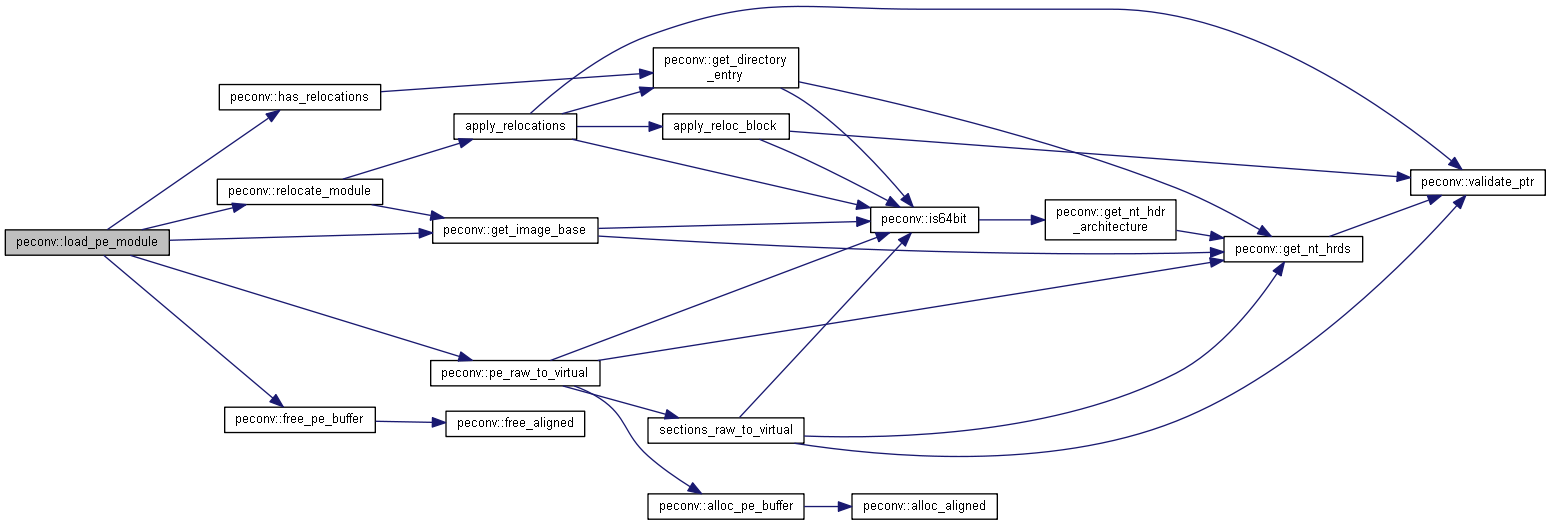 peconv::get_directory
_entry
peconv::has_relocations
apply_relocations
apply_reloc_block
peconv::validate_ptr
peconv::relocate_module
peconv::is64bit
peconv::get_nt_hdr
_architecture
peconv::get_image_base
peconv::load_pe_module
peconv::get_nt_hrds
peconv::pe_raw_to_virtual
peconv::free_pe_buffer
peconv::free_aligned
sections_raw_to_virtual
peconv::alloc_pe_buffer
peconv::alloc_aligned